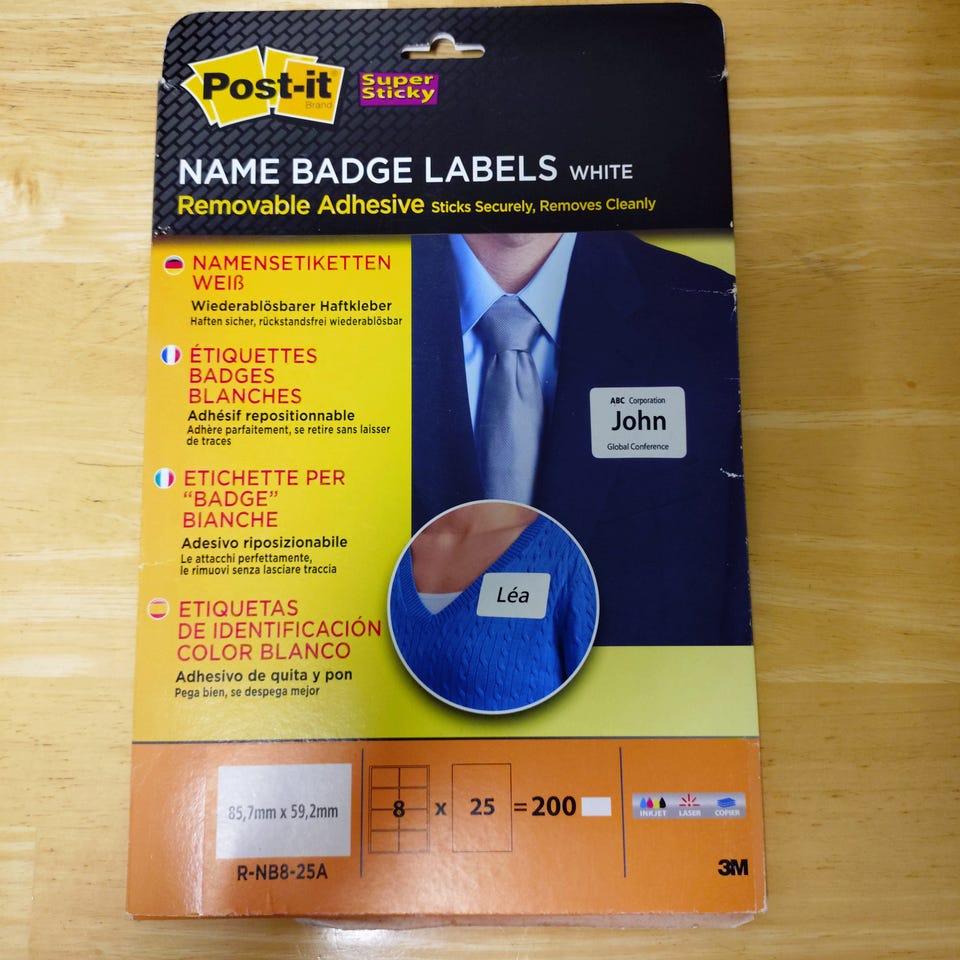 Post-it
Brand
Super
Sticky
NAME BADGE LABELS WHITE
Removable Adhesive Sticks Securely, Removes Cleanly
NAMENSETIKETTEN
WEIß
Wiederablösbarer Haftkleber
Haften sicher, rückstandsfrei wiederablösbar
ÉTIQUETTES
BADGES
BLANCHES
Adhésif repositionnable
Adhère parfaitement, se retire sans laisser
de traces
ETICHETTE PER
“BADGE”
BIANCHE
Adesivo riposizionabile
Le attacchi perfettamente,
le rimuovi senza lasciare traccia
ETIQUETAS
DE IDENTIFICACIÓN
COLOR BLANCO
Adhesivo de quita y pon
Pega bien, se despega mejor
ABC Corporation
John
Global Conference
Léa
85,7mm x 59,2mm
R-NB8-25A
8 x 25 = 200
INKJET LASER COPIER
3M